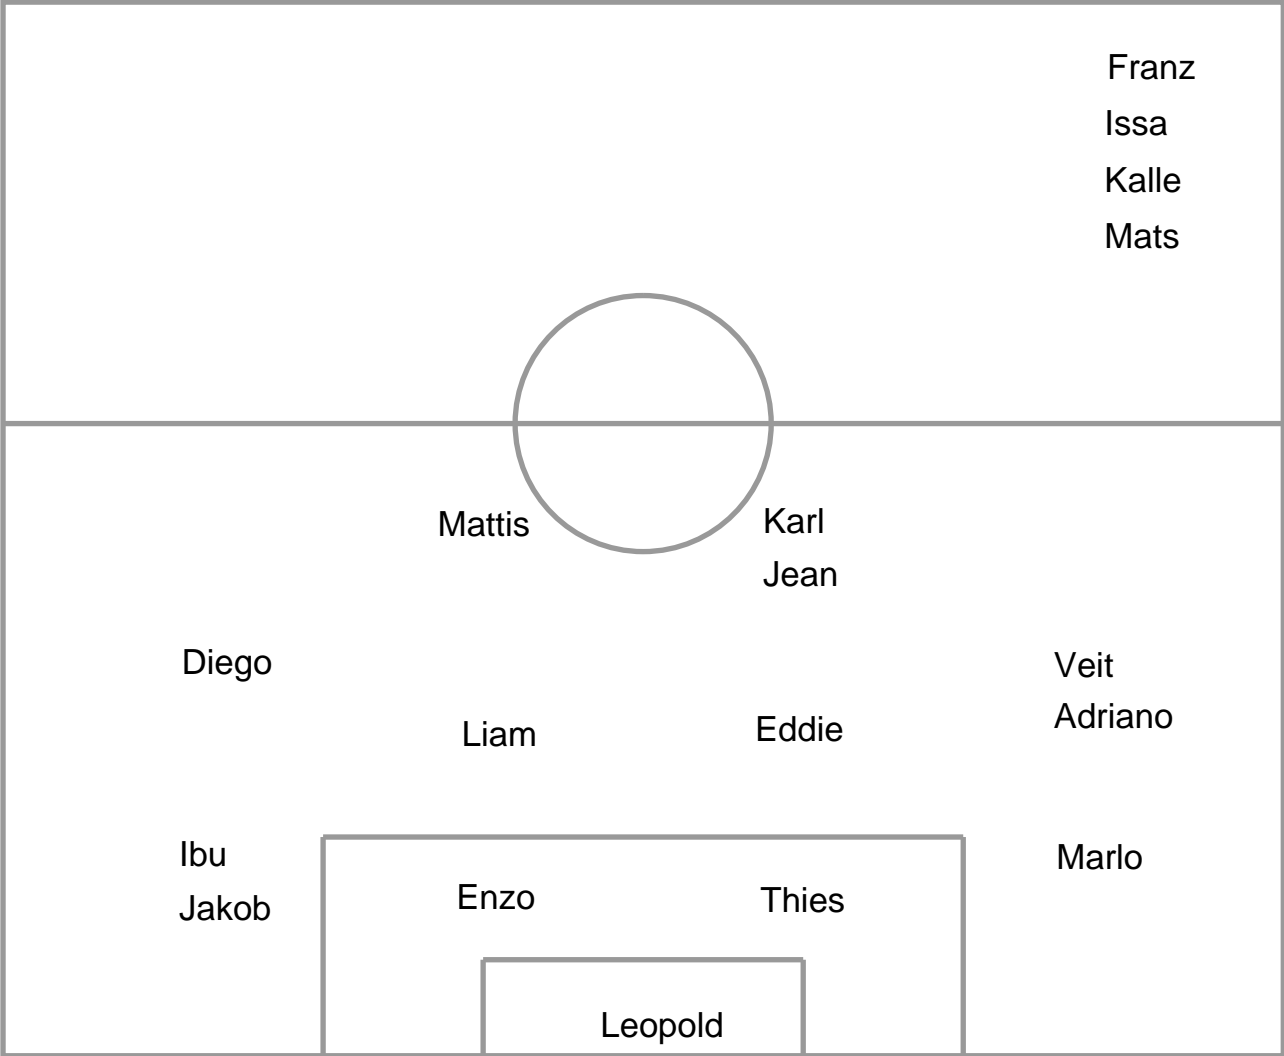 Franz
Issa
Kalle
Mats
Mattis
Karl
Jean
Diego
Veit
Adriano
Liam
Eddie
Ibu
Jakob
Marlo
Enzo
Thies
Leopold